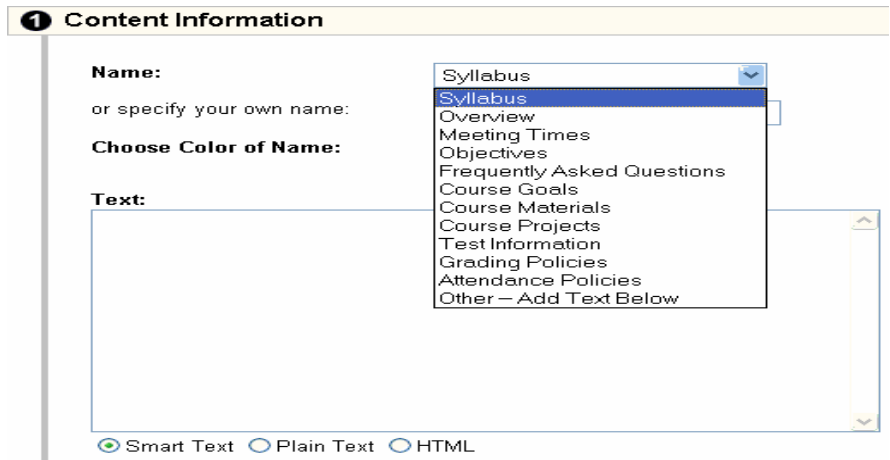 1 Content Information
Name: Syllabus
Syllabus
or specify your own name:
Overview
Meeting Times
Choose Color of Name:
Objectives
Frequently Asked Questions
Course Goals
Text:
Course Materials
Course Projects
Test Information
Grading Policies
Attendance Policies
Other – Add Text Below
Smart Text Plain Text HTML